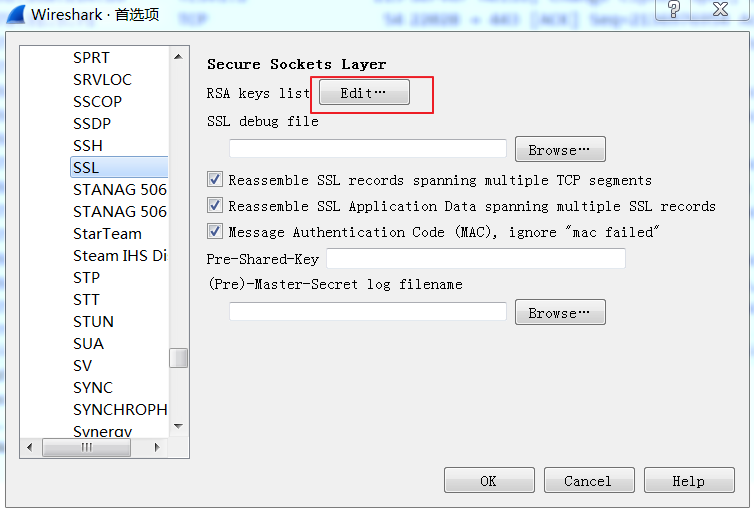 Wireshark · 首选项
SPRT
SRVLOC
SSCOP
SSDP
SSH
SSL
STANAG 506
STANAG 506
StarTeam
Steam IHS Di
STP
STT
STUN
SUA
SV
SYNC
SYNCHROPH
Synergy
Secure Sockets Layer
RSA keys list Edit…
SSL debug file
Browse…
Reassemble SSL records spanning multiple TCP segments
Reassemble SSL Application Data spanning multiple SSL records
Message Authentication Code (MAC), ignore "mac failed"
Pre-Shared-Key
(Pre)-Master-Secret log filename
Browse…
OK Cancel Help